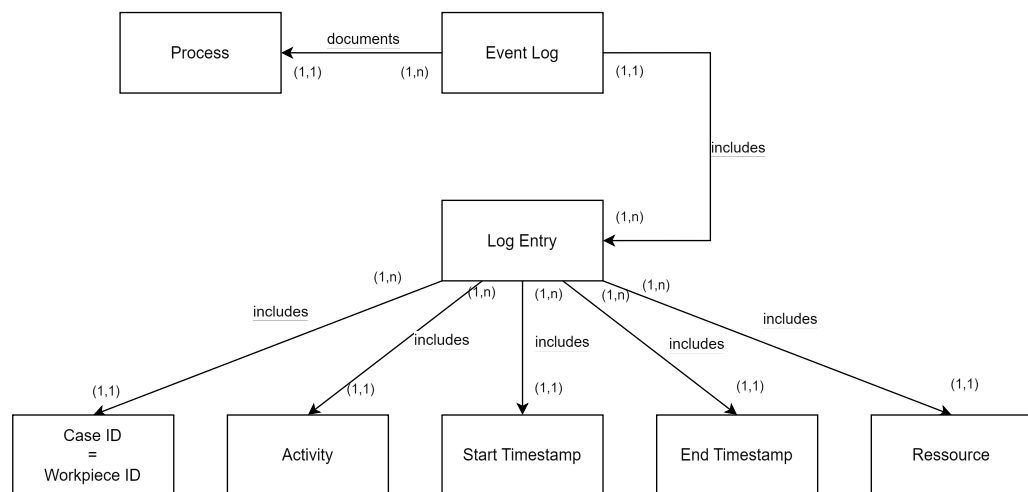 Process
documents
Event Log
(1,1)
(1,n)
(1,1)
includes
(1,n)
Log Entry
(1,n)
(1,n)
(1,n)
(1,n)
(1,n)
includes
includes
includes
includes
includes
(1,1)
(1,1)
(1,1)
(1,1)
(1,1)
Case ID
=
Workpiece ID
Activity
Start Timestamp
End Timestamp
Ressource